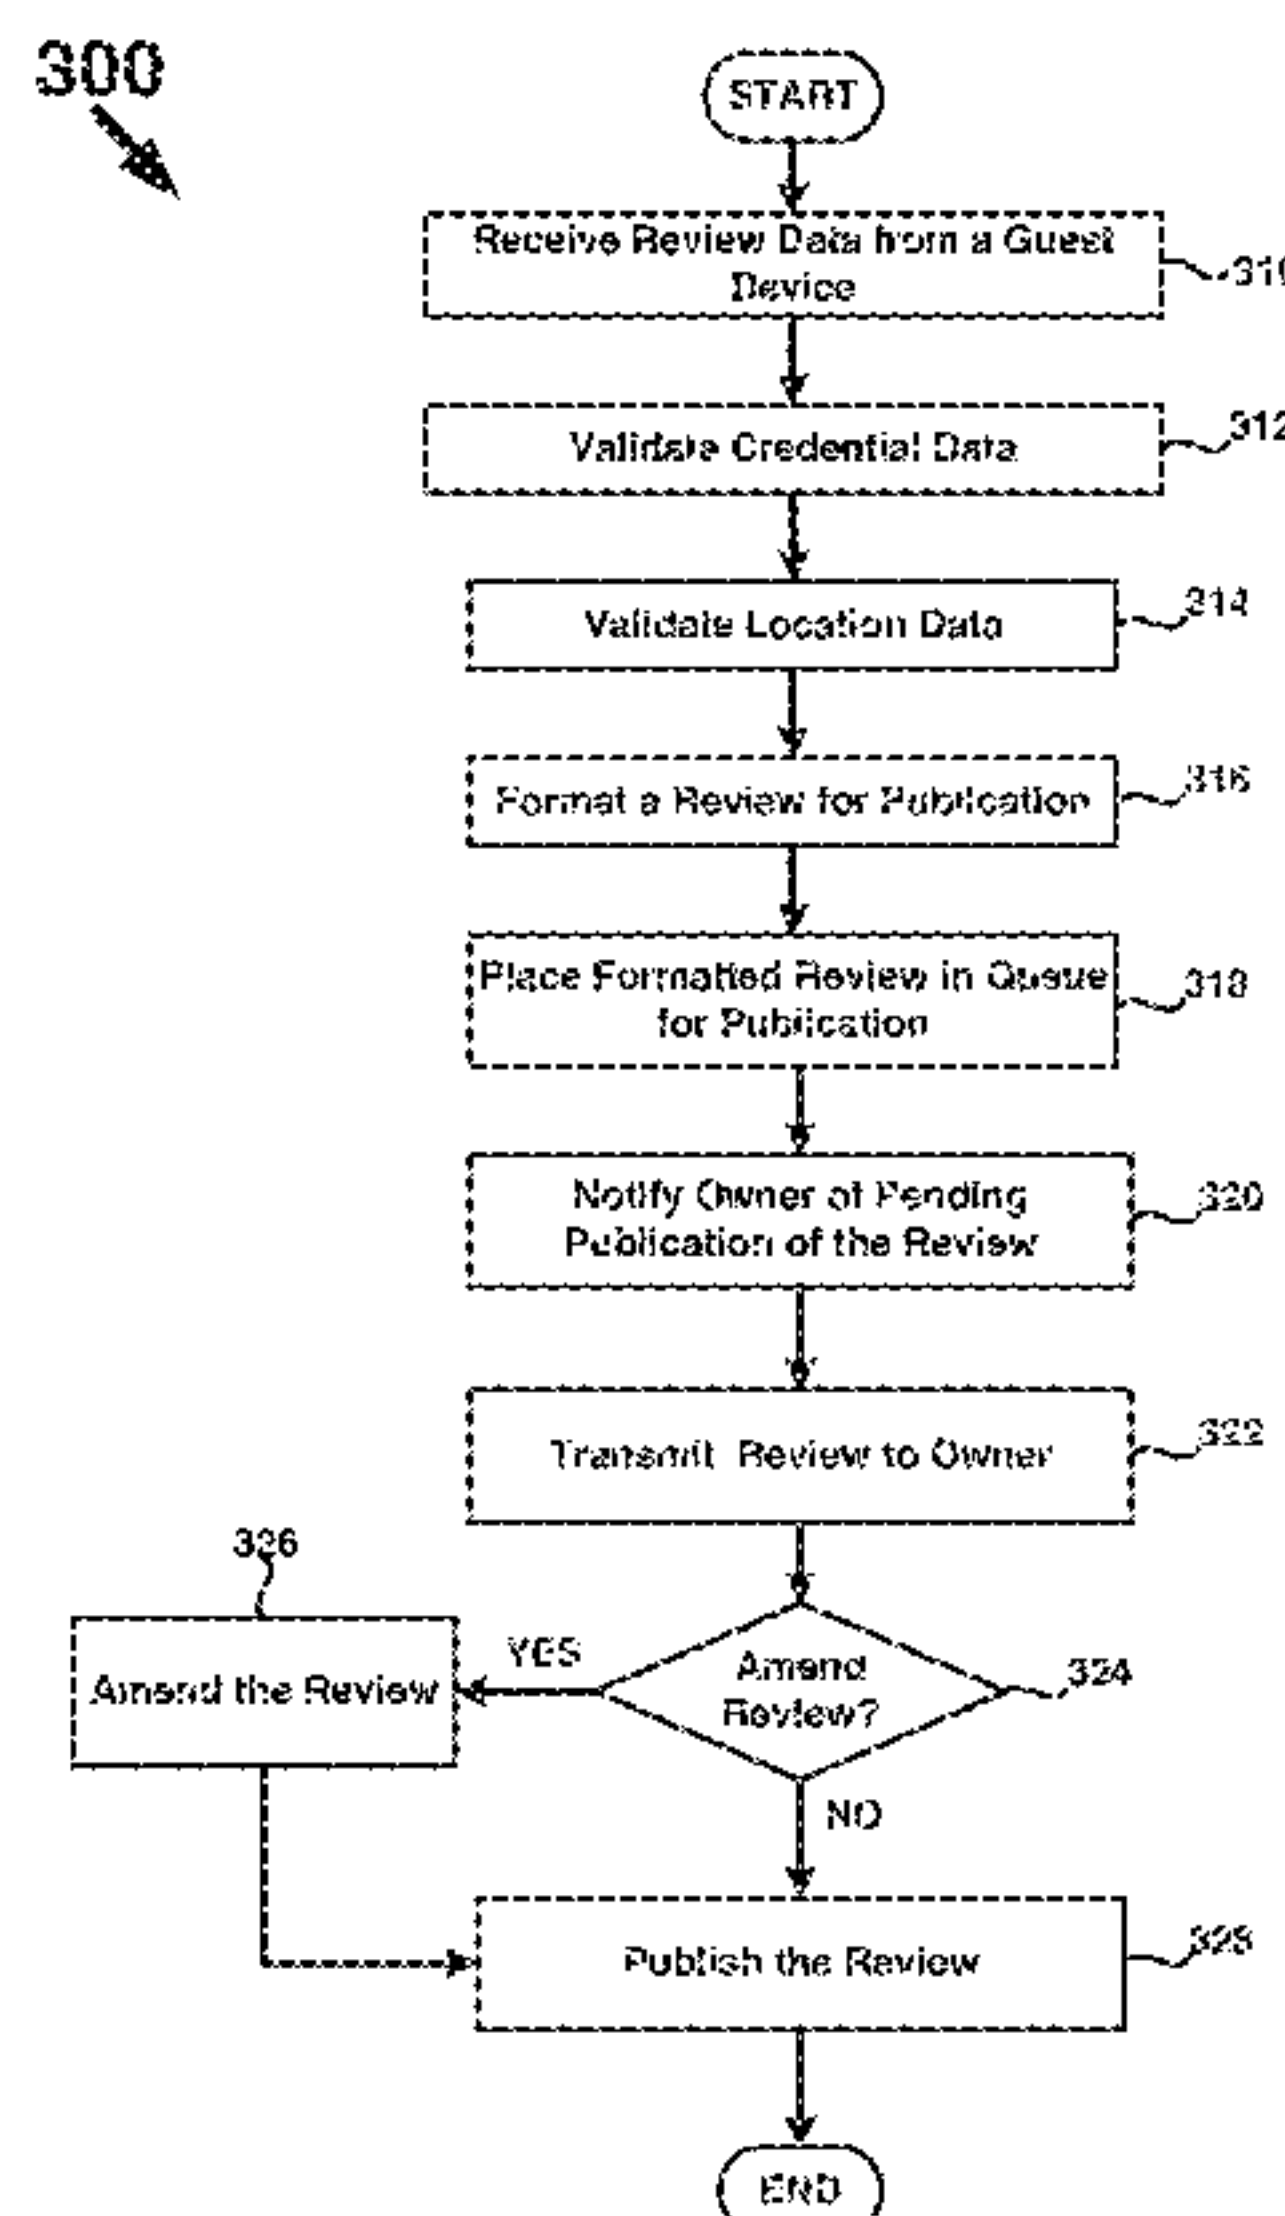 300
START
Receive Review Data from a Guest
Device
310
Validate Credential Data
312
Validate Location Data
314
Format a Review for Publication
316
Place Formatted Review in Queue
for Publication
318
Notify Owner of Pending
Publication of the Review
320
Transmit Review to Owner
322
326
Amend the Review
YES
Amend
Review?
324
NO
Publish the Review
328
END